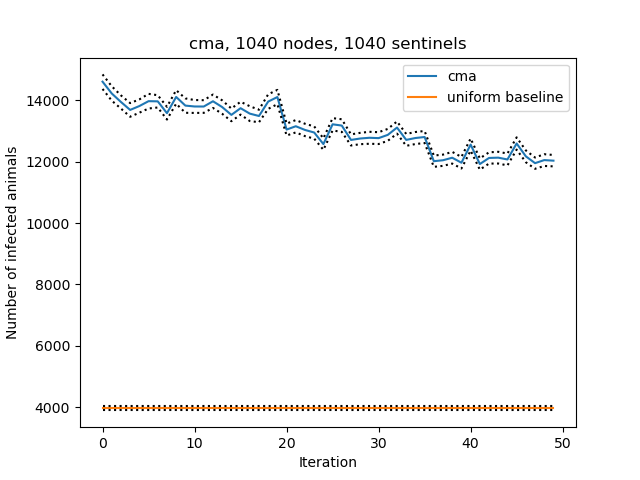 cma, 1040 nodes, 1040 sentinels
cma
uniform baseline
Number of infected animals
14000
12000
10000
8000
6000
4000
0 10 20 30 40 50
Iteration